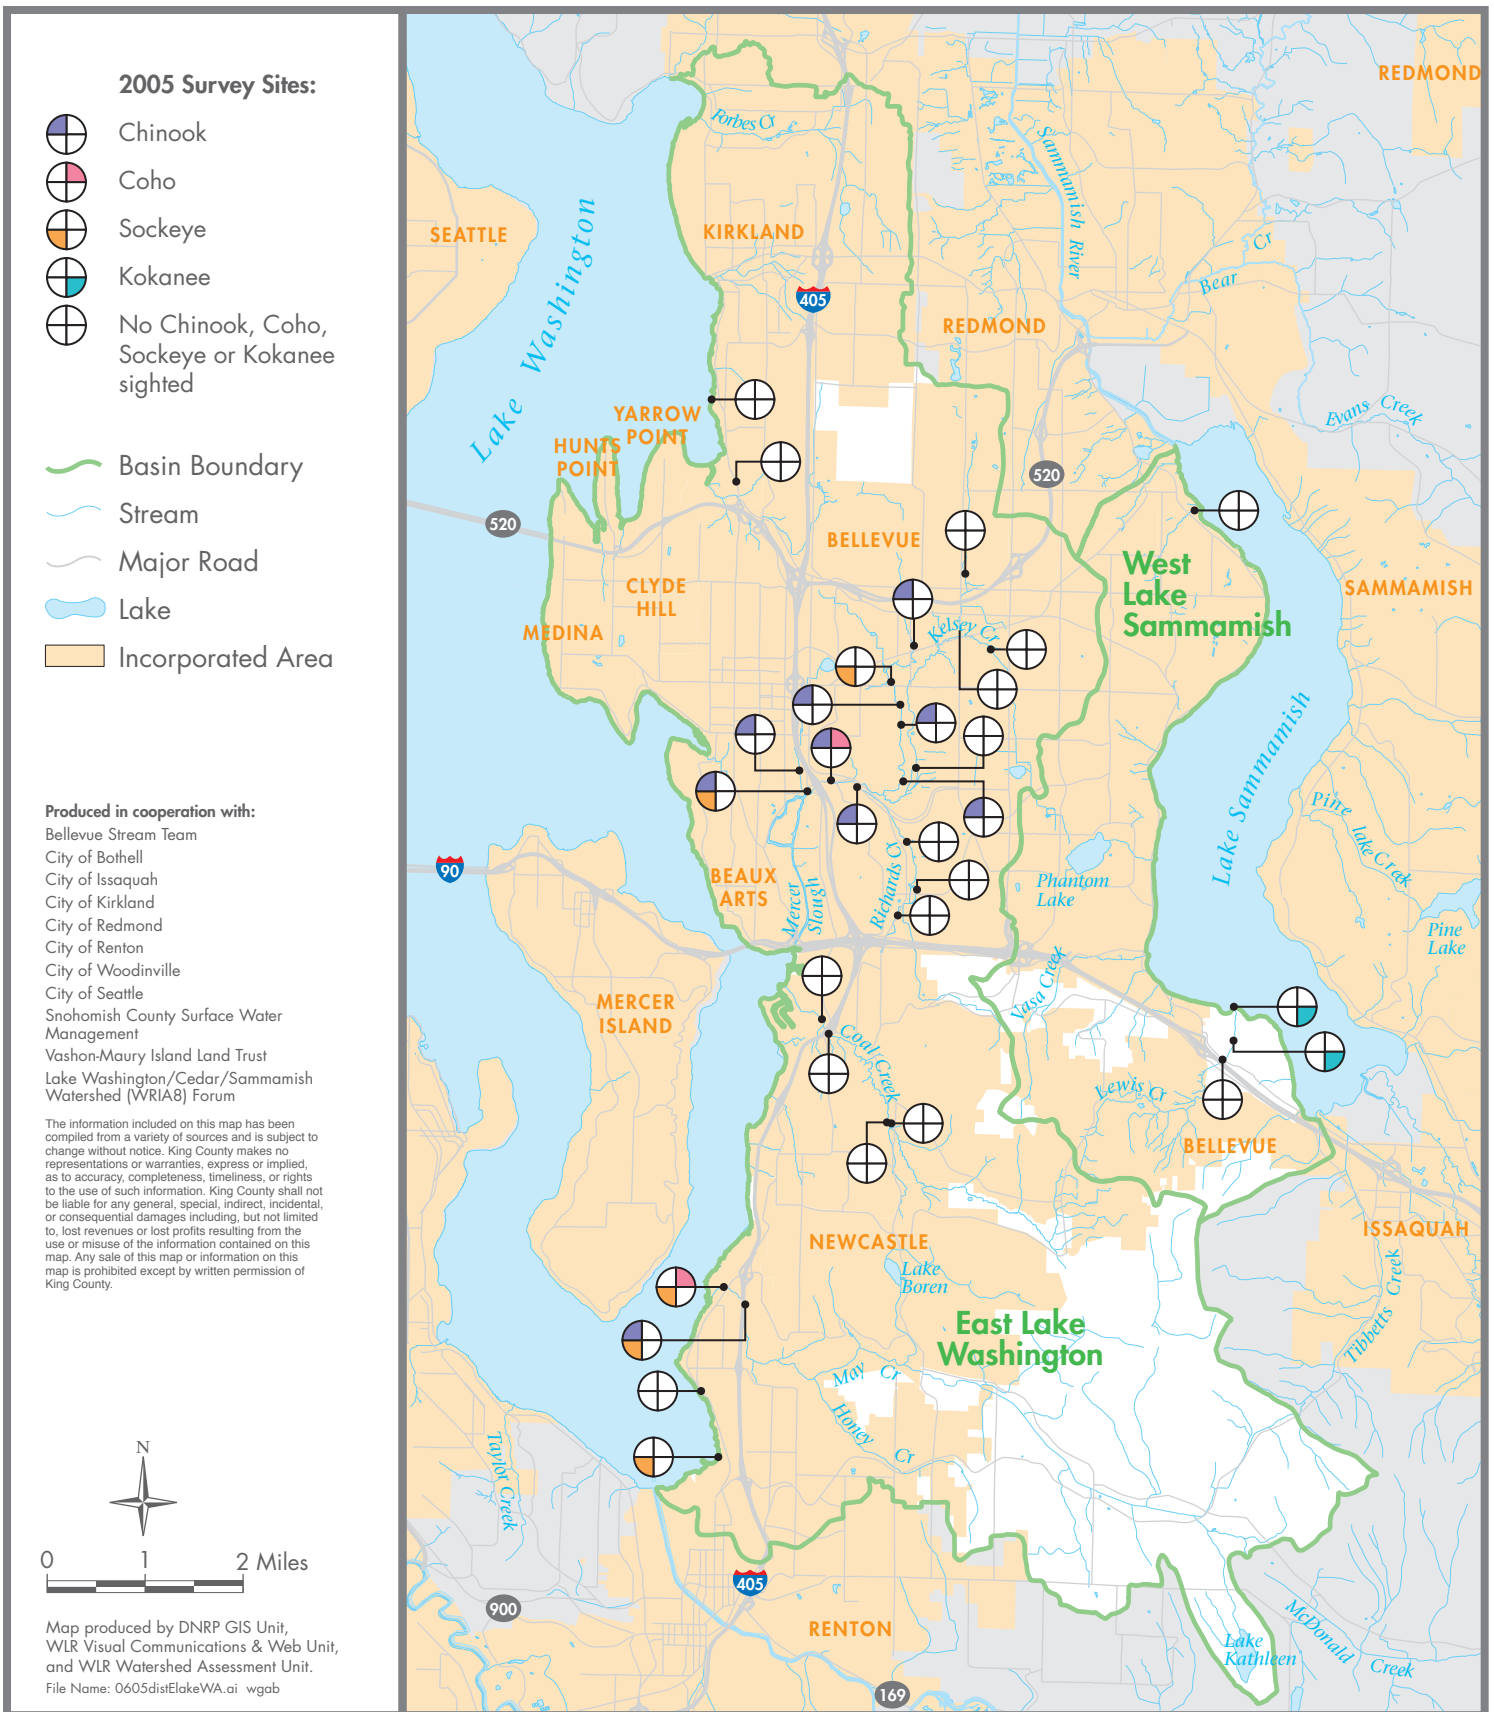 2005 Survey Sites:
Chinook
Coho
Sockeye
Kokanee
No Chinook, Coho,
Sockeye or Kokanee
sighted
Basin Boundary
Stream
Major Road
Lake
Incorporated Area
Produced in cooperation with:
Bellevue Stream Team
City of Bothell
City of Issaquah
City of Kirkland
City of Redmond
City of Renton
City of Woodinville
City of Seattle
Snohomish County Surface Water
Management
Vashon-Maury Island Land Trust
Lake Washington/Cedar/Sammamish
Watershed (WRIA8) Forum
The information included on this map has been
compiled from a variety of sources and is subject to
change without notice. King County makes no
representations or warranties, express or implied,
as to accuracy, completeness, timeliness, or rights
to the use of such information. King County shall not
be liable for any general, special, indirect, incidental,
or consequential damages including, but not limited
to, lost revenues or lost profits resulting from the
use or misuse of the information contained on this
map. Any sale of this map or information on this
map is prohibited except by written permission of
King County.
N
0 1 2 Miles
Map produced by DNRP GIS Unit,
WLR Visual Communications & Web Unit,
and WLR Watershed Assessment Unit.
File Name: 0605distElakeWA.ai wgab
REDMOND
Forbes Cr
Sammamish River
SEATTLE
KIRKLAND
Lake Washington
Bear Cr
405
REDMOND
Evans Creek
YARROW
POINT
HUNTS
POINT
520
520
BELLEVUE
West
Lake
Sammamish
CLYDE
HILL
SAMMAMISH
MEDINA
Kelsey Cr
Lake Sammamish
Pine lake Creek
90
BEAUX
ARTS
Mercer
Slough
Richards Cr
Phantom
Lake
Pine
Lake
Vasa Creek
MERCER
ISLAND
Coal Creek
Lewis Cr
BELLEVUE
ISSAQUAH
NEWCASTLE
Lake
Boren
Tibbetts Creek
East Lake
Washington
May Cr
Honey Cr
Taylor Creek
405
900
RENTON
McDonald Creek
Lake
Kathleen
169